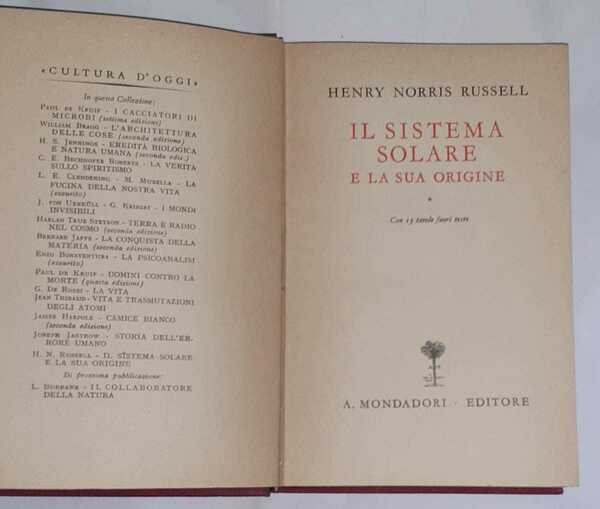 «CULTURA D'OGGI»
In questa Collezione:
PAUL DE KRUIF - I CACCIATORI DI
MICROBI (settima edizione)
WILLIAM BRAGG - L'ARCHITETTURA
DELLE COSE (seconda edizione)
H. S. JENNINGS - EREDITÀ BIOLOGICA
E NATURA UMANA (seconda ediz.)
C. E. BECHHOFER ROBERTS - LA VERITÀ
SULLO SPIRITISMO
L. E. CLENDENING - M. MURELLA - LA
FUCINA DELLA NOSTRA VITA
(esaurito)
J. VON UEXKÜLL - G. KRISZAT - I MONDI
INVISIBILI
HARLAN TRUE STETSON - TERRA E RADIO
NEL COSMO (seconda edizione)
BERNARD JAFFE - LA CONQUISTA DELLA
MATERIA (seconda edizione)
ENZO BONAVENTURA - LA PSICOANALISI
(esaurito)
PAUL DE KRUIF - DOMINI CONTRO LA
MORTE (quarta edizione)
G. DE ROSSI - LA VITA
JEAN THIBAUD - VITA E TRASMUTAZIONI
DEGLI ATOMI
JAMES HARPOLE - CAMICE BIANCO
(seconda edizione)
JOSEPH JASTROW - STORIA DELL'ER-
RORE UMANO
H. N. RUSSELL - IL SISTEMA SOLARE
E LA SUA ORIGINE
Di prossima pubblicazione:
L. BURBANK - IL COLLABORATORE
DELLA NATURA
HENRY NORRIS RUSSELL
IL SISTEMA
SOLARE
E LA SUA ORIGINE
*
Con 13 tavole fuori testo
A. MONDADORI · EDITORE